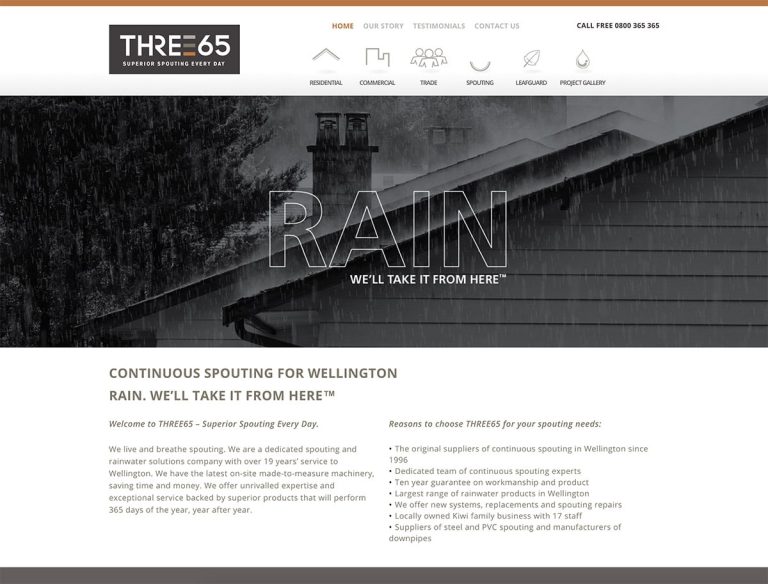 HOME OUR STORY TESTIMONIALS CONTACT US
CALL FREE 0800 365 365
THREE65
SUPERIOR SPOUTING EVERY DAY
RESIDENTIAL COMMERCIAL TRADE SPOUTING LEAFGUARD PROJECT GALLERY
RAIN
WE'LL TAKE IT FROM HERE™
CONTINUOUS SPOUTING FOR WELLINGTON
RAIN. WE'LL TAKE IT FROM HERE™
Welcome to THREE65 – Superior Spouting Every Day.
We live and breathe spouting. We are a dedicated spouting and
rainwater solutions company with over 19 years' service to
Wellington. We have the latest on-site made-to-measure machinery,
saving time and money. We offer unrivalled expertise and
exceptional service backed by superior products that will perform
365 days of the year, year after year.
Reasons to choose THREE65 for your spouting needs:
• The original suppliers of continuous spouting in Wellington since
1996
• Dedicated team of continuous spouting experts
• Ten year guarantee on workmanship and product
• Largest range of rainwater products in Wellington
• We offer new systems, replacements and spouting repairs
• Locally owned Kiwi family business with 17 staff
• Suppliers of steel and PVC spouting and manufacturers of
downpipes